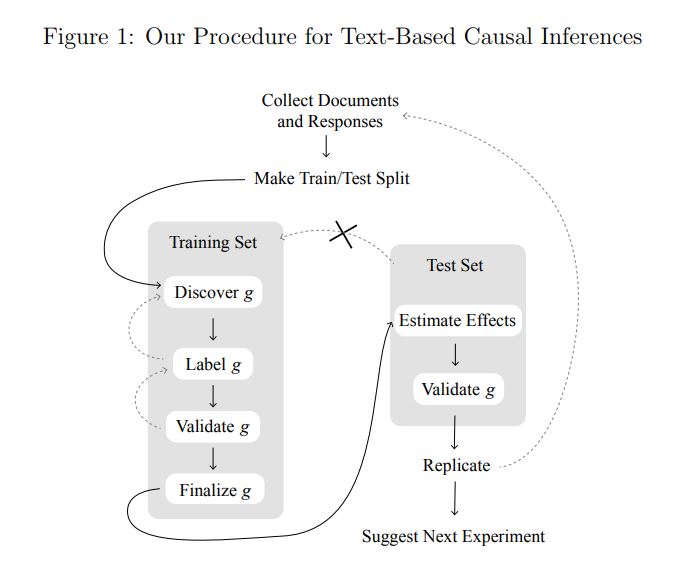 Figure 1: Our Procedure for Text-Based Causal Inferences
Collect Documents
and Responses
Make Train/Test Split
Training Set
Discover g
Label g
Validate g
Finalize g
Test Set
Estimate Effects
Validate g
Replicate
Suggest Next Experiment